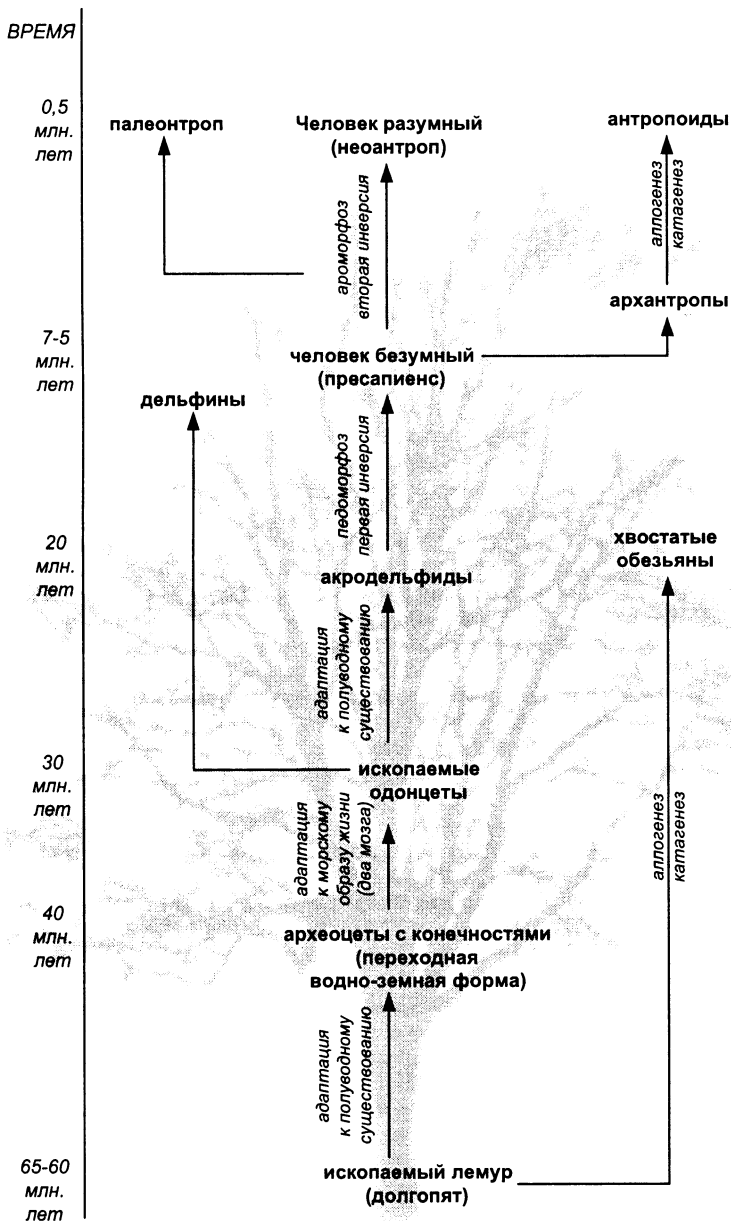 ВРЕМЯ
0,5
млн.
лет
палеонтроп
Человек разумный
(неоантроп)
антропоиды
ароморфоз
вторая инверсия
аллогенез
катагенез
архантропы
7-5
млн.
лет
человек безумный
(пресапиенс)
дельфины
педоморфоз
первая инверсия
20
млн.
лет
хвостатые
обезьяны
акродельфиды
адаптация
к полуводному
существованию
30
млн.
лет
ископаемые
одонцеты
адаптация
к морскому
образу жизни
(два мозга)
аллогенез
катагенез
40
млн.
лет
археоцеты с конечностями
(переходная
водно-земная форма)
адаптация
к полуводному
существованию
65-60
млн.
лет
ископаемый лемур
(долгопят)